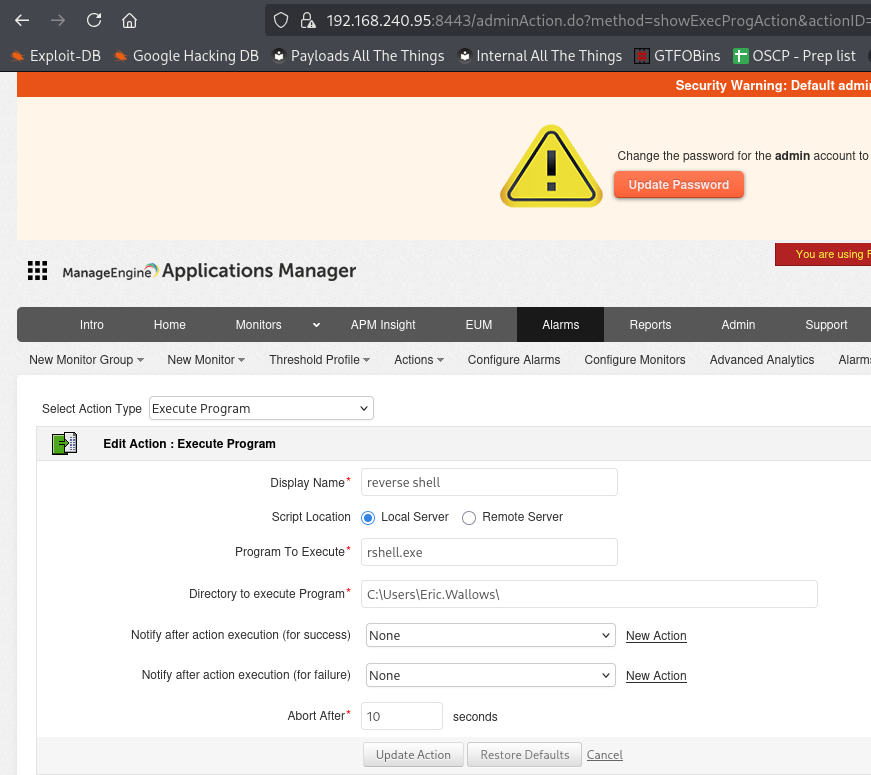 192.168.240.95:8443/adminAction.do?method=showExecProgAction&actionID=
Exploit-DB Google Hacking DB Payloads All The Things Internal All The Things GTFOBins OSCP - Prep list
Security Warning: Default admi
Change the password for the admin account to
Update Password
ManageEngine Applications Manager
You are using F
Intro Home Monitors APM Insight EUM Alarms Reports Admin Support
New Monitor Group New Monitor Threshold Profile Actions Configure Alarms Configure Monitors Advanced Analytics Alarm
Select Action Type Execute Program
Edit Action : Execute Program
Display Name* reverse shell
Script Location Local Server Remote Server
Program To Execute* rshell.exe
Directory to execute Program* C:\Users\Eric.Wallows\
Notify after action execution (for success) None New Action
Notify after action execution (for failure) None New Action
Abort After* 10 seconds
Update Action Restore Defaults Cancel